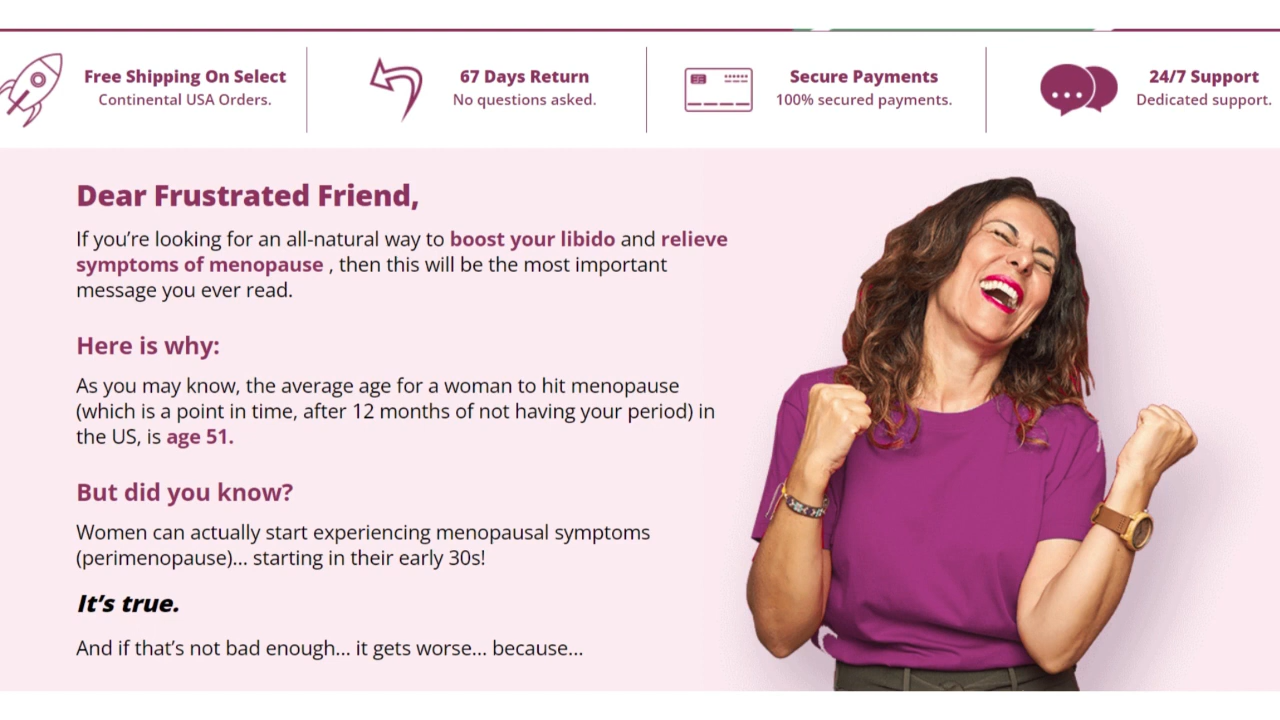 Free Shipping On Select
Continental USA Orders.
67 Days Return
No questions asked.
Secure Payments
100% secured payments.
24/7 Support
Dedicated support.
Dear Frustrated Friend,
If you’re looking for an all-natural way to boost your libido and relieve
symptoms of menopause , then this will be the most important
message you ever read.
Here is why:
As you may know, the average age for a woman to hit menopause
(which is a point in time, after 12 months of not having your period) in
the US, is age 51.
But did you know?
Women can actually start experiencing menopausal symptoms
(perimenopause)... starting in their early 30s!
It’s true.
And if that’s not bad enough... it gets worse... because...